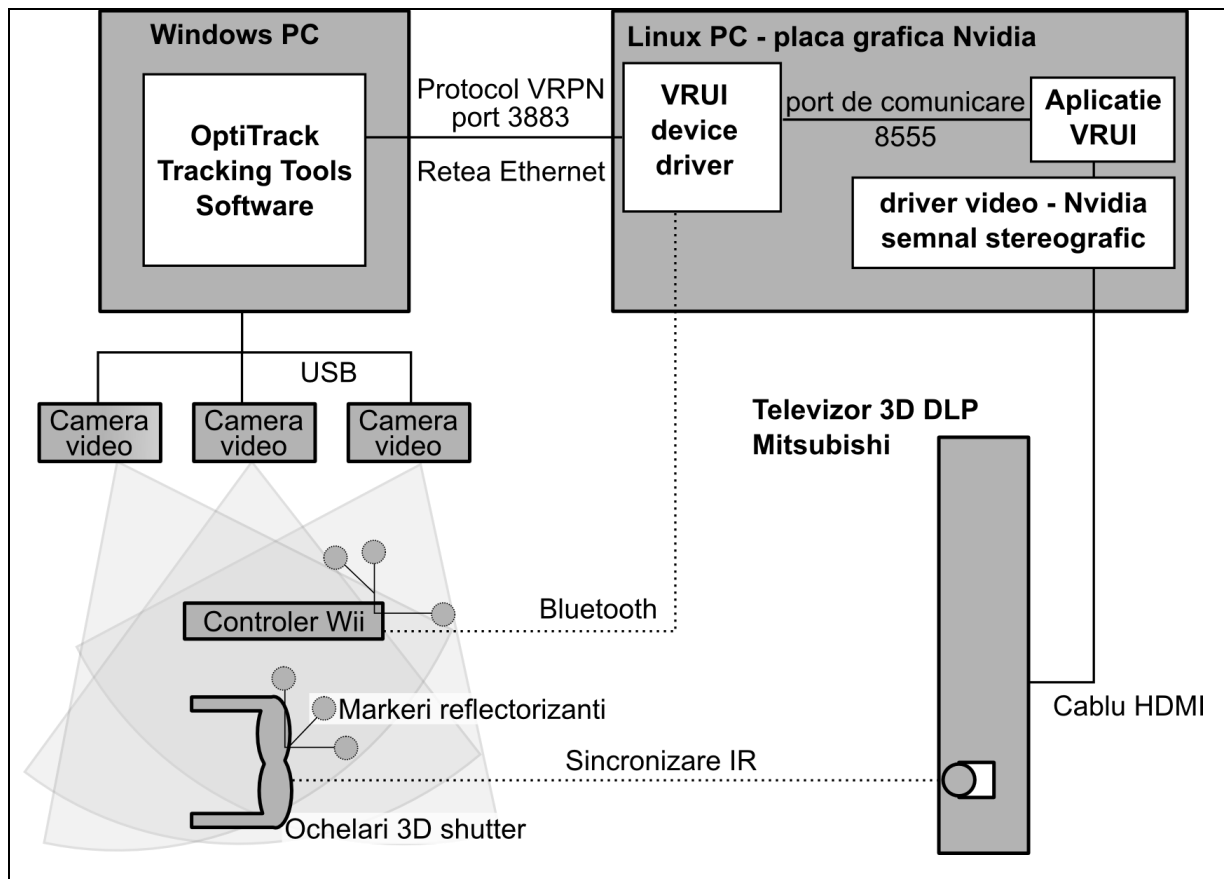 Windows PC
OptiTrack
Tracking Tools
Software
Protocol VRPN
port 3883
Retea Ethernet
Linux PC - placa grafica Nvidia
VRUI
device
driver
port de comunicare
8555
Aplicatie
VRUI
driver video - Nvidia
semnal stereografic
USB
Camera
video
Camera
video
Camera
video
Televizor 3D DLP
Mitsubishi
Controler Wii
Bluetooth
Markeri reflectorizanti
Cablu HDMI
Sincronizare IR
Ochelari 3D shutter